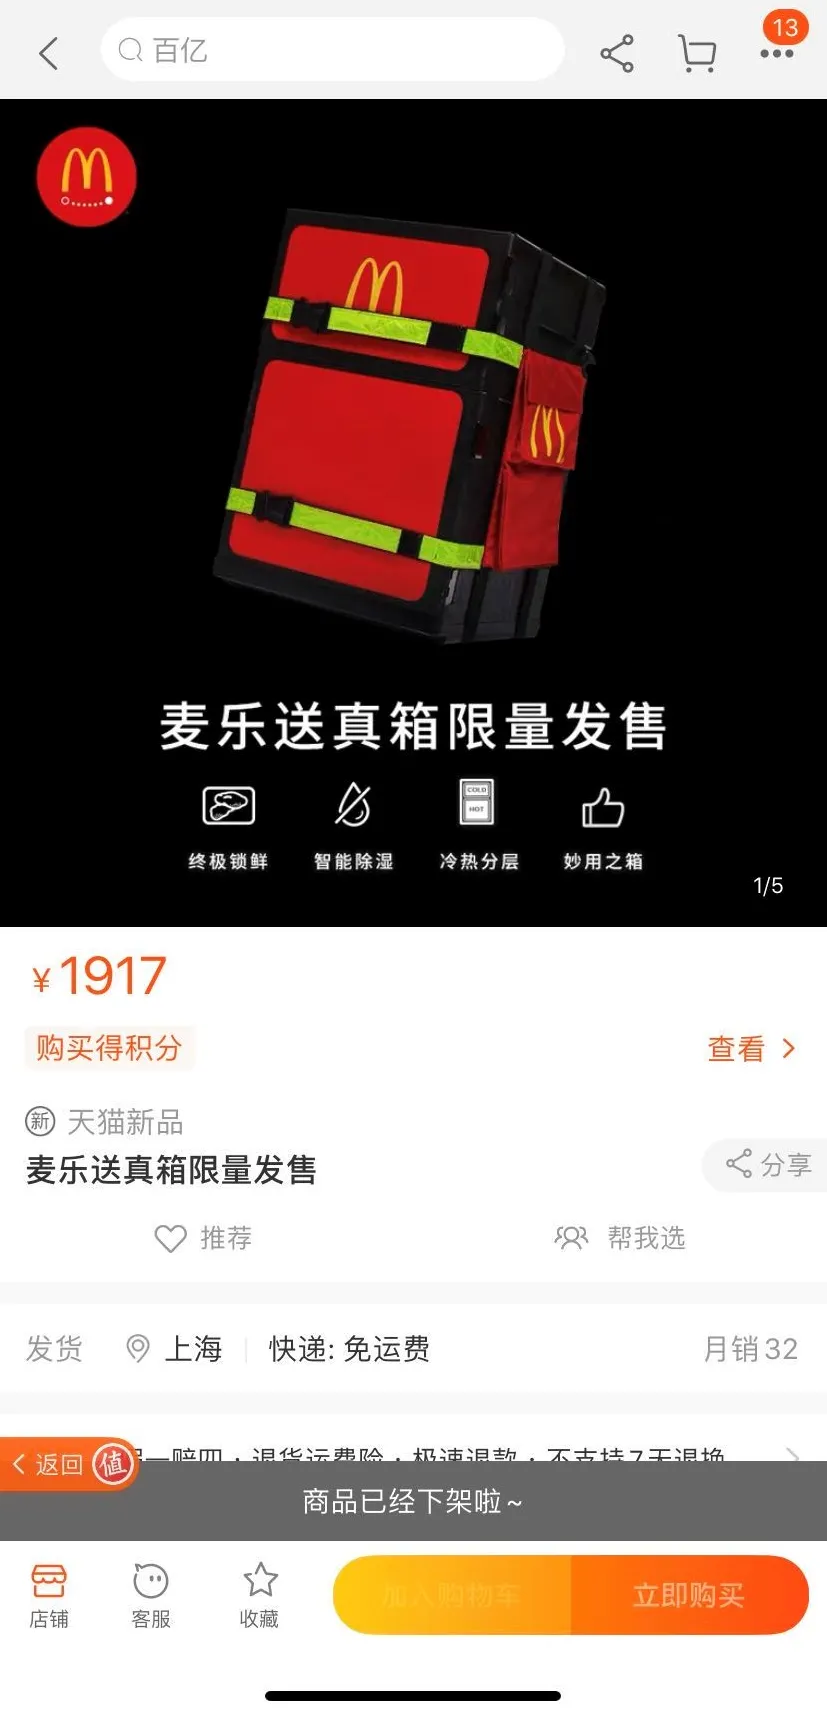 13
百亿
麦乐送真箱限量发售
COLD
HOT
终极锁鲜 智能除湿 冷热分层 妙用之箱
1/5
¥1917
购买得积分 查看
新 天猫新品
麦乐送真箱限量发售
分享
推荐 帮我选
发货 上海 快递: 免运费 月销 32
一赔四 · 退货运费险 · 极速退款 · 不支持7天退换
返回 值
商品已经下架啦~
店铺 客服 收藏 加入购物车 立即购买